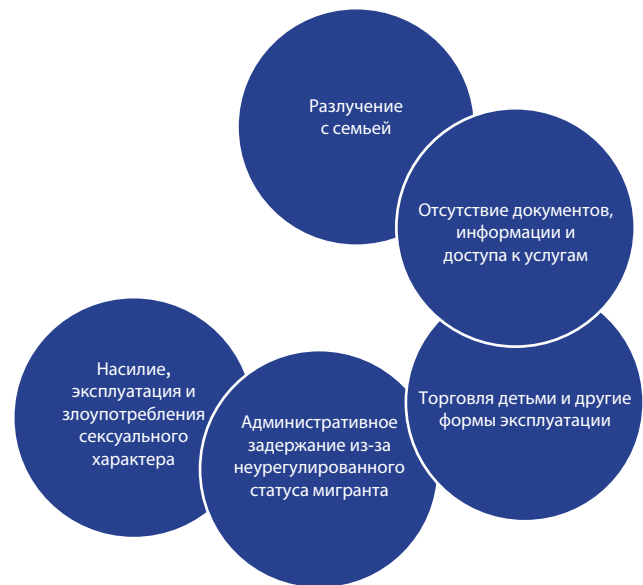 Разлучение
с семьей
Отсутствие документов,
информации и
доступа к услугам
Торговля детьми и другие
формы эксплуатации
Административное
задержание из-за
неурегулированного
статуса мигранта
Насилие,
эксплуатация и
злоупотребления
сексуального
характера